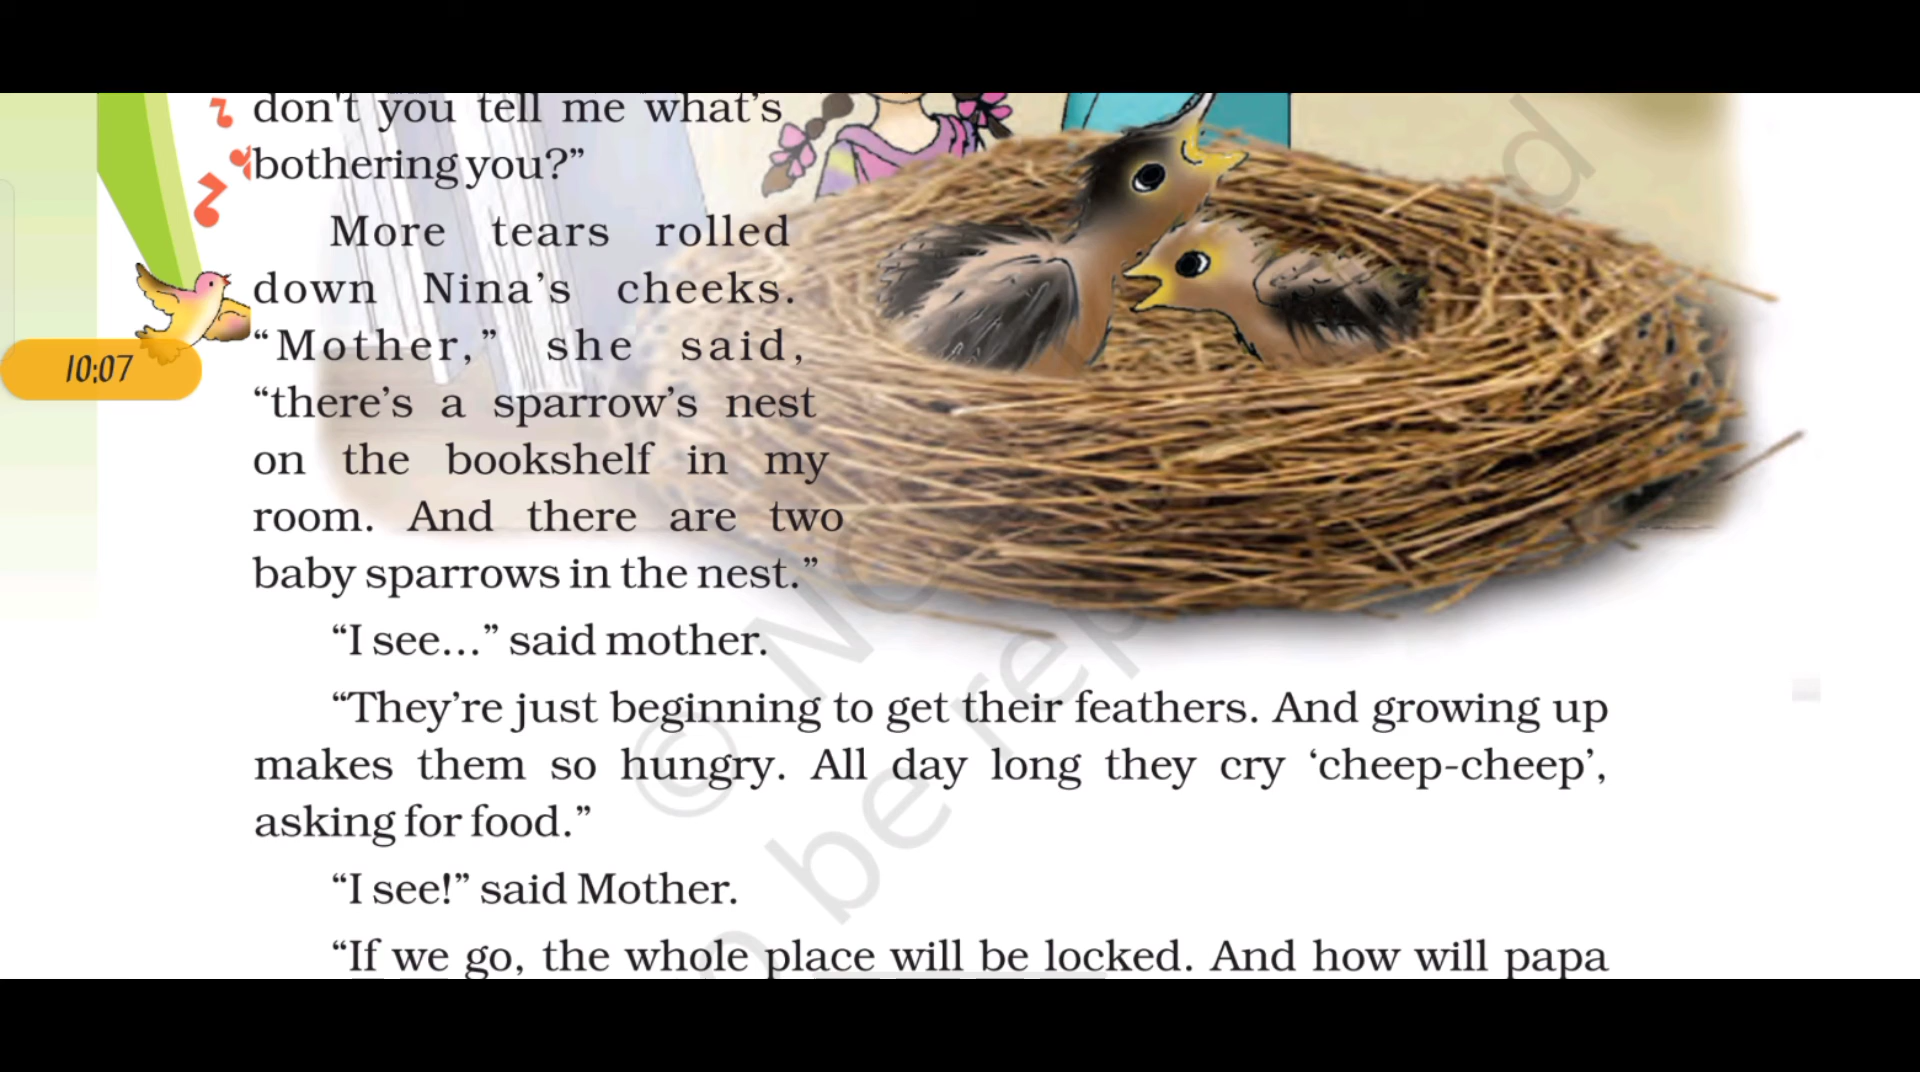 don't you tell me what's
bothering you?”
More tears rolled
down Nina’s cheeks.
“Mother,” she said,
10:07
“there’s a sparrow’s nest
on the bookshelf in my
room. And there are two
baby sparrows in the nest.”
“I see...” said mother.
“They’re just beginning to get their feathers. And growing up
makes them so hungry. All day long they cry ‘cheep-cheep’,
asking for food.”
“I see!” said Mother.
“If we go, the whole place will be locked. And how will papa